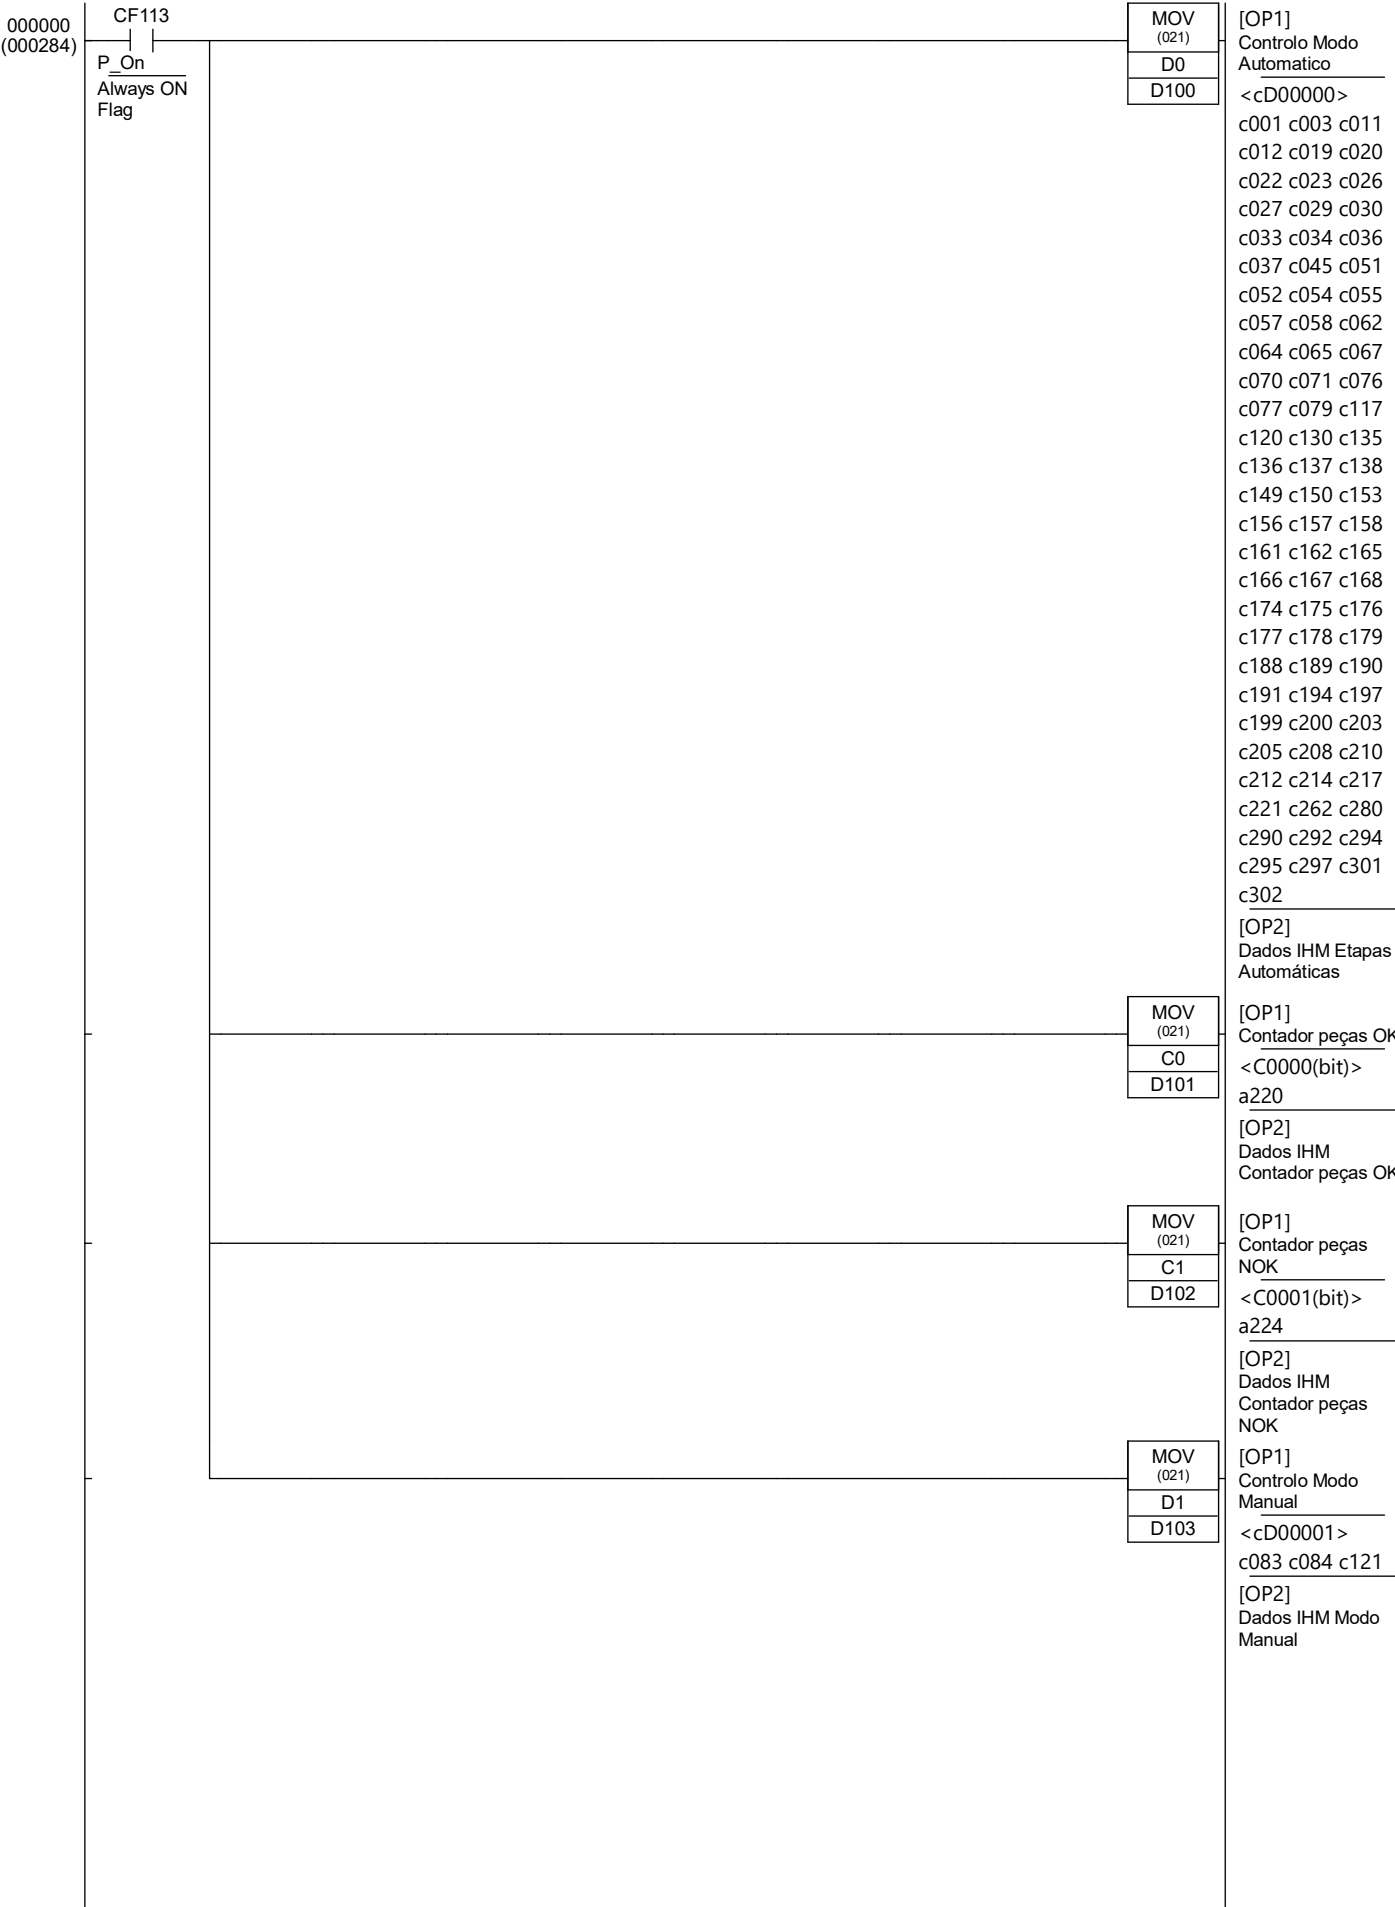 000000
(000284)
CF113
P_On
Always ON
Flag
MOV
(021)
D0
D100
[OP1]
Controlo Modo
Automatico
<cD00000>
c001 c003 c011
c012 c019 c020
c022 c023 c026
c027 c029 c030
c033 c034 c036
c037 c045 c051
c052 c054 c055
c057 c058 c062
c064 c065 c067
c070 c071 c076
c077 c079 c117
c120 c130 c135
c136 c137 c138
c149 c150 c153
c156 c157 c158
c161 c162 c165
c166 c167 c168
c174 c175 c176
c177 c178 c179
c188 c189 c190
c191 c194 c197
c199 c200 c203
c205 c208 c210
c212 c214 c217
c221 c262 c280
c290 c292 c294
c295 c297 c301
c302
[OP2]
Dados IHM Etapas
Automáticas
MOV
(021)
C0
D101
[OP1]
Contador peças OK
<C0000(bit)>
a220
[OP2]
Dados IHM
Contador peças OK
MOV
(021)
C1
D102
[OP1]
Contador peças
NOK
<C0001(bit)>
a224
[OP2]
Dados IHM
Contador peças
NOK
MOV
(021)
D1
D103
[OP1]
Controlo Modo
Manual
<cD00001>
c083 c084 c121
[OP2]
Dados IHM Modo
Manual